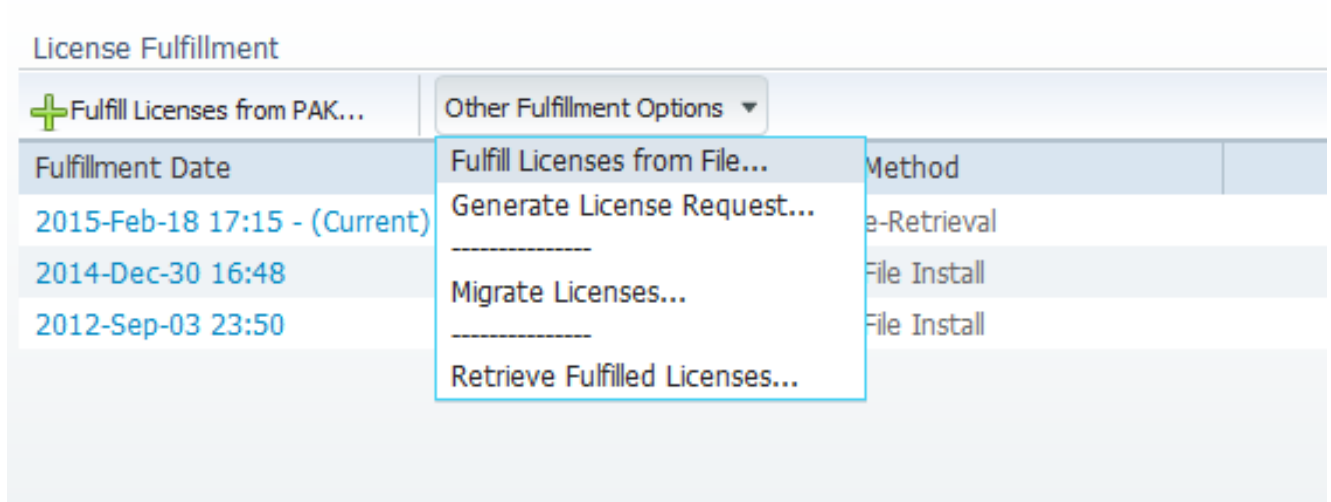 License Fulfillment
Fulfill Licenses from PAK...
Other Fulfillment Options
Fulfillment Date
Method
Fulfill Licenses from File...
Generate License Request...
---------------
Migrate Licenses...
---------------
Retrieve Fulfilled Licenses...
2015-Feb-18 17:15 - (Current)
e-Retrieval
2014-Dec-30 16:48
File Install
2012-Sep-03 23:50
File Install